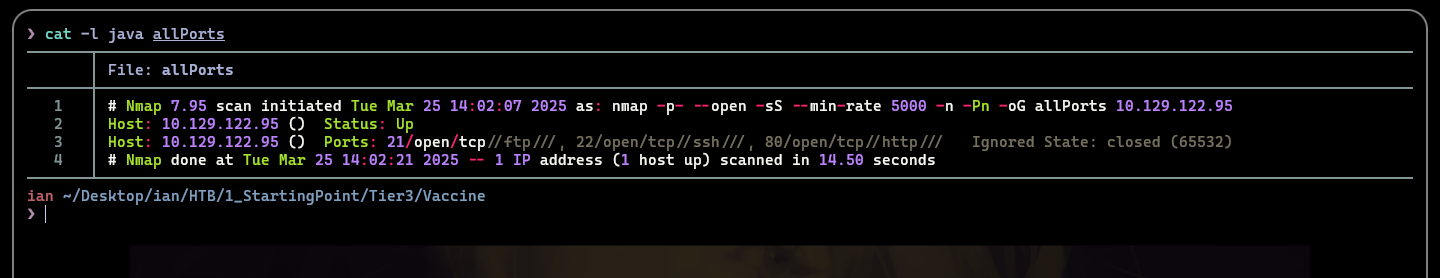 ❯ cat -l java allPorts
File: allPorts
1 # Nmap 7.95 scan initiated Tue Mar 25 14:02:07 2025 as: nmap -p- --open -sS --min-rate 5000 -n -Pn -oG allPorts 10.129.122.95
2 Host: 10.129.122.95 ()  Status: Up
3 Host: 10.129.122.95 ()  Ports: 21/open/tcp//ftp///, 22/open/tcp//ssh///, 80/open/tcp//http///   Ignored State: closed (65532)
4 # Nmap done at Tue Mar 25 14:02:21 2025 -- 1 IP address (1 host up) scanned in 14.50 seconds
ian ~/Desktop/ian/HTB/1_StartingPoint/Tier3/Vaccine
❯